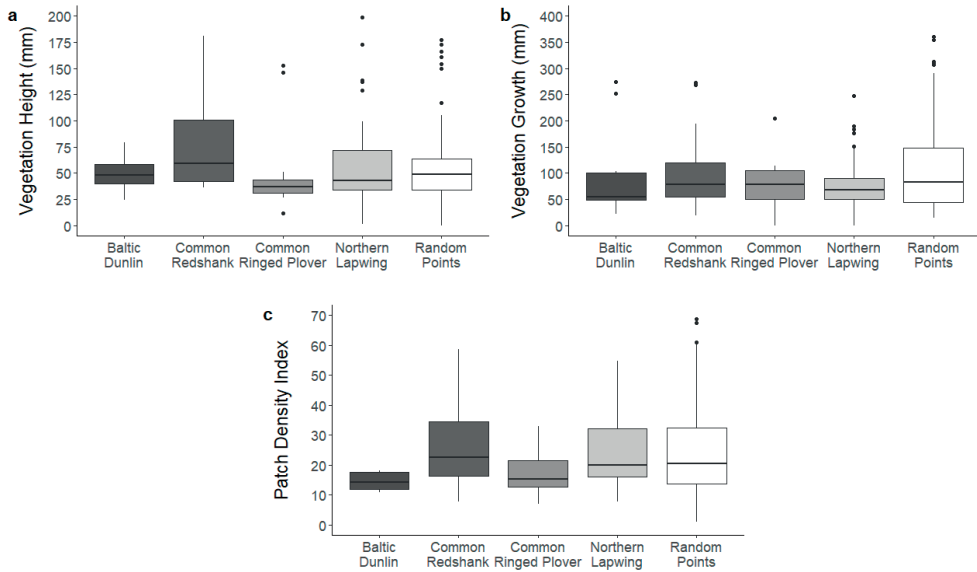 a
Vegetation Height (mm)
200
175
150
125
100
75
50
25
0
Baltic
Dunlin
Common
Redshank
Common
Ringed Plover
Northern
Lapwing
Random
Points
b
Vegetation Growth (mm)
400
350
300
250
200
150
100
50
0
Baltic
Dunlin
Common
Redshank
Common
Ringed Plover
Northern
Lapwing
Random
Points
c
Patch Density Index
70
60
50
40
30
20
10
0
Baltic
Dunlin
Common
Redshank
Common
Ringed Plover
Northern
Lapwing
Random
Points